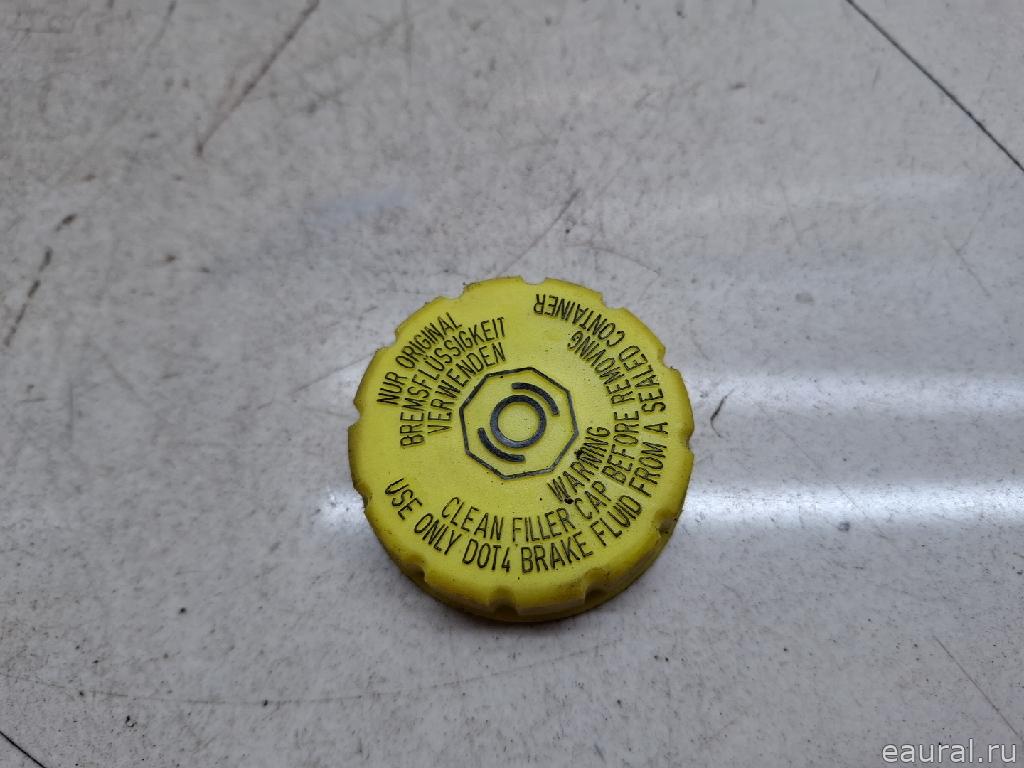 NUR ORIGINAL
BREMSFLÜSSIGKEIT
VERWENDEN
WARNING
CLEAN FILLER CAP BEFORE REMOVING
USE ONLY DOT4 BRAKE FLUID FROM A SEALED CONTAINER
eaural.ru